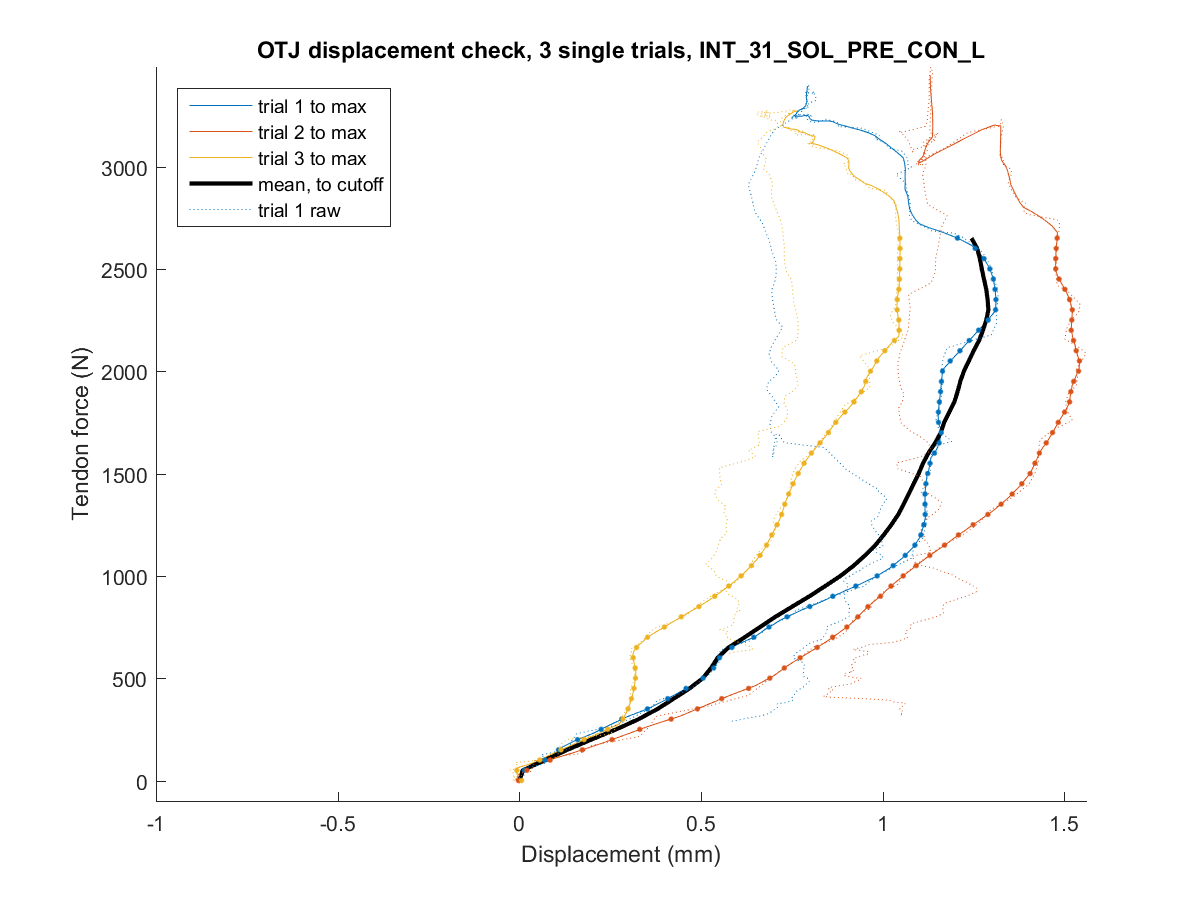 OTJ displacement check, 3 single trials, INT_31_SOL_PRE_CON_L
trial 1 to max
trial 2 to max
trial 3 to max
mean, to cutoff
trial 1 raw
Tendon force (N)
3000
2500
2000
1500
1000
500
0
-1
-0.5
0
0.5
1
1.5
Displacement (mm)